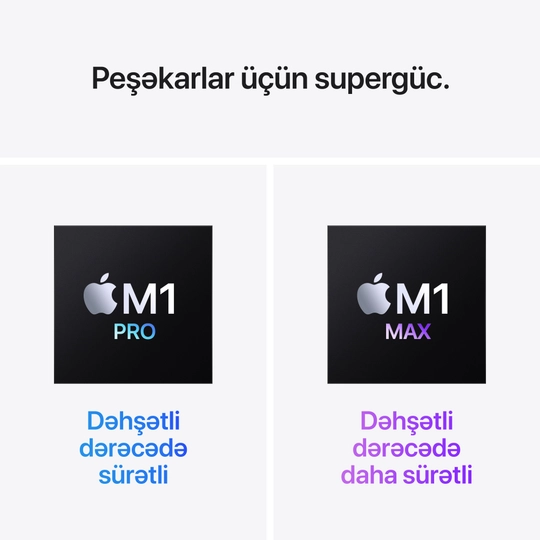 Peşəkarlar üçün supergüc.
M1
PRO
Dəhşətli
dərəcədə
sürətli
M1
MAX
Dəhşətli
dərəcədə
daha sürətli